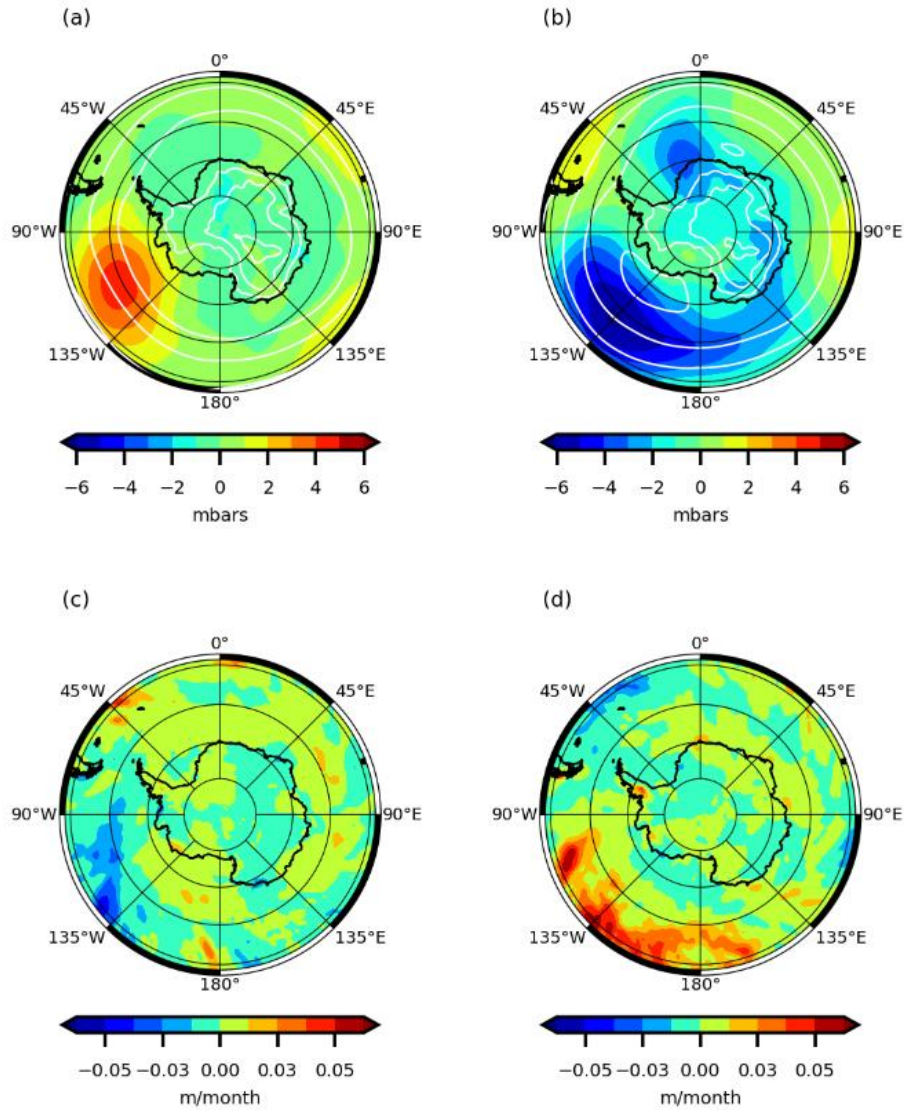 (a) (b)
0° 0°
45°W 45°E 45°W 45°E
90°W 90°E 90°W 90°E
135°W 135°E 135°W 135°E
180° 180°
−6 −4 −2 0 2 4 6 −6 −4 −2 0 2 4 6
mbars mbars
(c) (d)
0° 0°
45°W 45°E 45°W 45°E
90°W 90°E 90°W 90°E
135°W 135°E 135°W 135°E
180° 180°
−0.05 −0.03 0.00 0.03 0.05 −0.05 −0.03 0.00 0.03 0.05
m/month m/month